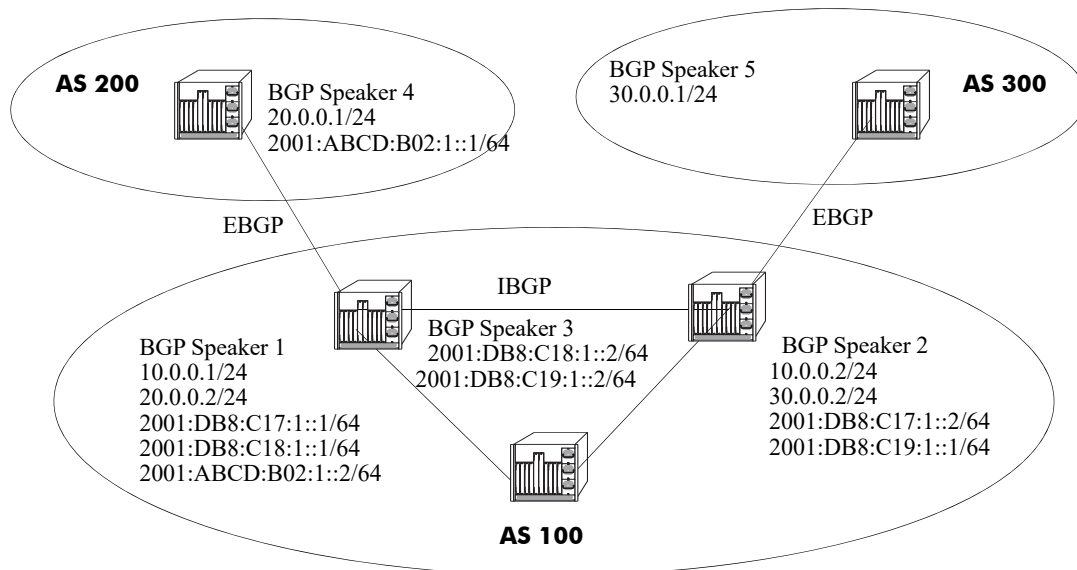 AS 200
BGP Speaker 4
20.0.0.1/24
2001:ABCD:B02:1::1/64
BGP Speaker 5
30.0.0.1/24
AS 300
EBGP
EBGP
IBGP
BGP Speaker 1
10.0.0.1/24
20.0.0.2/24
2001:DB8:C17:1::1/64
2001:DB8:C18:1::1/64
2001:ABCD:B02:1::2/64
BGP Speaker 3
2001:DB8:C18:1::2/64
2001:DB8:C19:1::2/64
BGP Speaker 2
10.0.0.2/24
30.0.0.2/24
2001:DB8:C17:1::2/64
2001:DB8:C19:1::1/64
AS 100